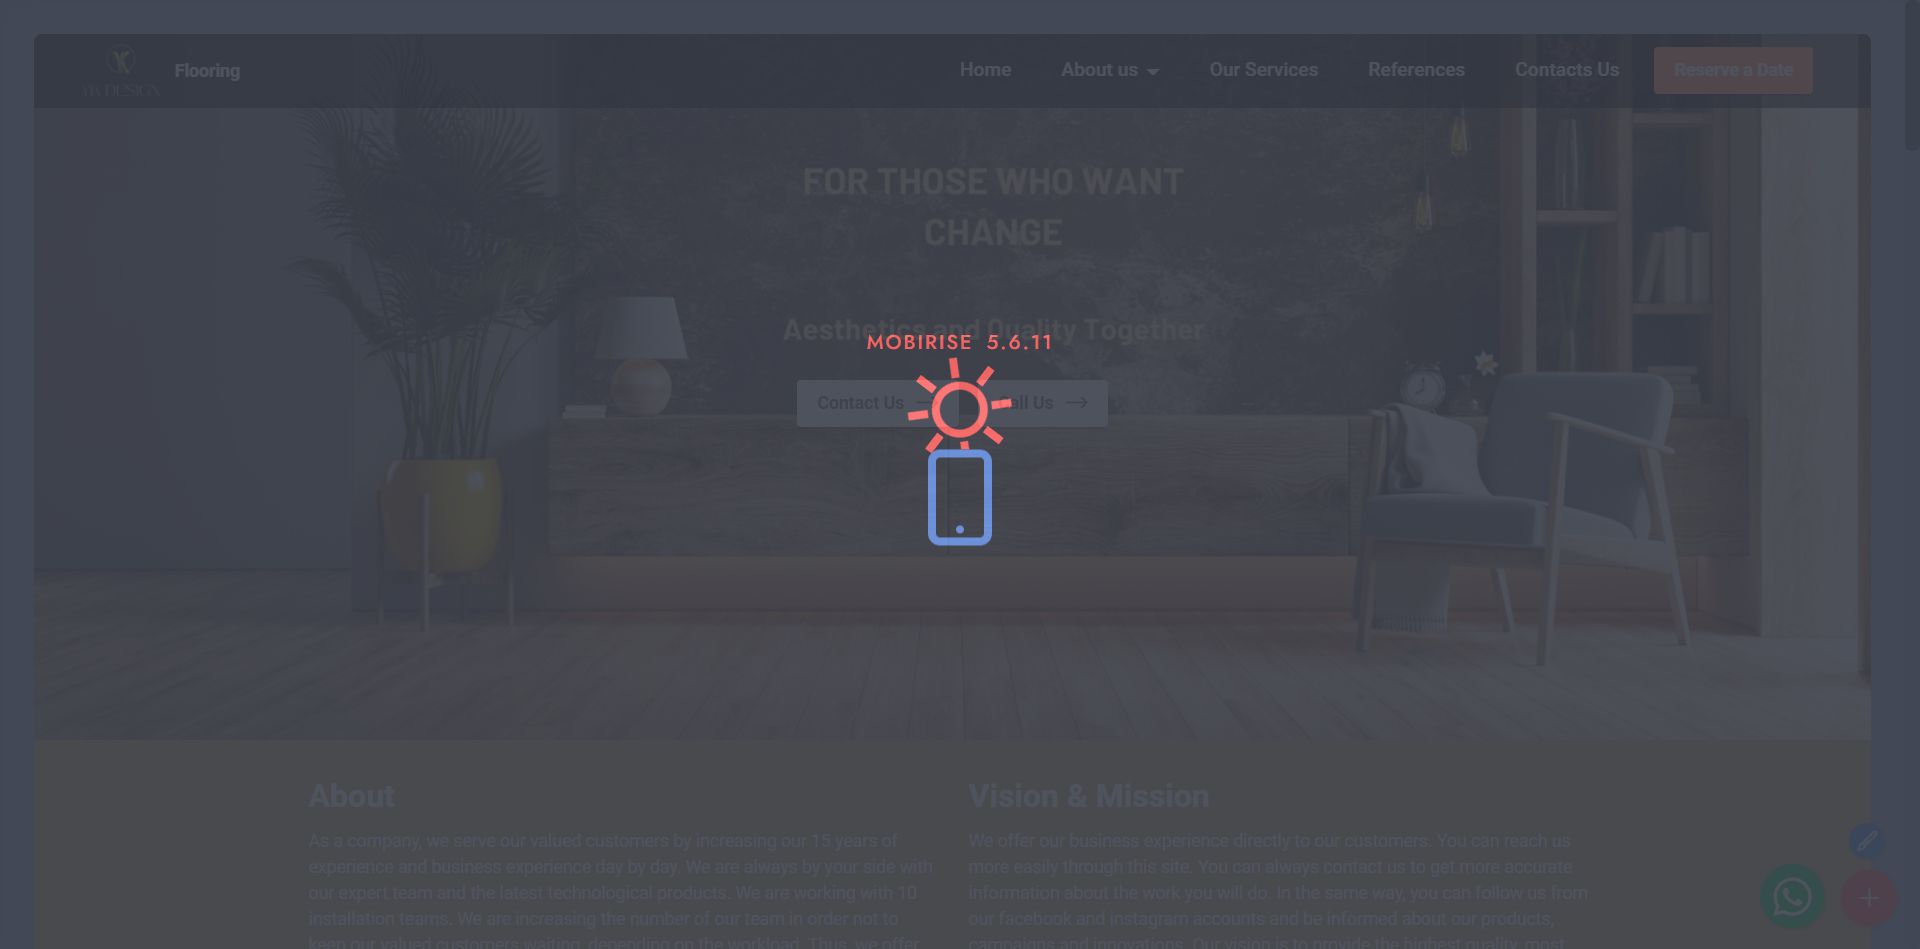 YK DESIGN
Flooring
Home
About us
Our Services
References
Contacts Us
Reserve a Date
FOR THOSE WHO WANT
CHANGE
Aesthetics and Quality Together
MOBIRISE 5.6.11
Contact Us
Call Us
About
As a company, we serve our valued customers by increasing our 15 years of
experience and business experience day by day. We are always by your side with
our expert team and the latest technological products. We are working with 10
installation teams. We are increasing the number of our team in order not to
keep our valued customers waiting, depending on the workload. Thus, we offer
Vision & Mission
We offer our business experience directly to our customers. You can reach us
more easily through this site. You can always contact us to get more accurate
information about the work you will do. In the same way, you can follow us from
our facebook and instagram accounts and be informed about our products,
campaigns and innovations. Our vision is to provide the highest quality, most